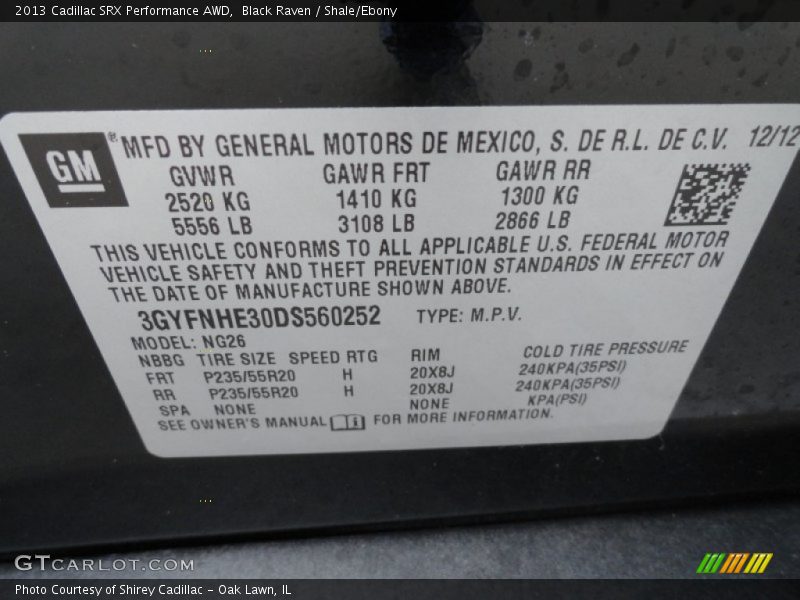 2013 Cadillac SRX Performance AWD,  Black Raven / Shale/Ebony
GM® MFD BY GENERAL MOTORS DE MEXICO, S. DE R.L. DE C.V. 12/12
GVWR GAWR FRT GAWR RR
2520 KG 1410 KG 1300 KG
5556 LB 3108 LB 2866 LB
THIS VEHICLE CONFORMS TO ALL APPLICABLE U.S. FEDERAL MOTOR
VEHICLE SAFETY AND THEFT PREVENTION STANDARDS IN EFFECT ON
THE DATE OF MANUFACTURE SHOWN ABOVE.
3GYFNHE30DS560252 TYPE: M.P.V.
MODEL: NG26
NBBG TIRE SIZE SPEED RTG RIM COLD TIRE PRESSURE
FRT P235/55R20 H 20X8J 240KPA(35PSI)
RR P235/55R20 H 20X8J 240KPA(35PSI)
SPA NONE NONE KPA(PSI)
SEE OWNER'S MANUAL FOR MORE INFORMATION.
GTCarlot.com
Photo Courtesy of Shirey Cadillac - Oak Lawn, IL